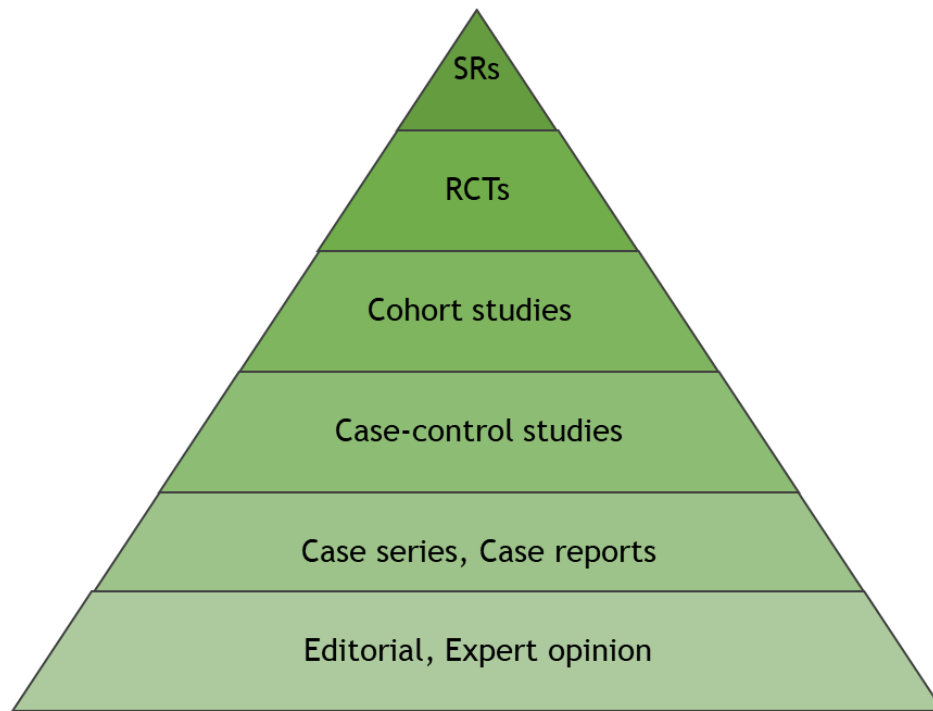 SRs
RCTs
Cohort studies
Case-control studies
Case series, Case reports
Editorial, Expert opinion